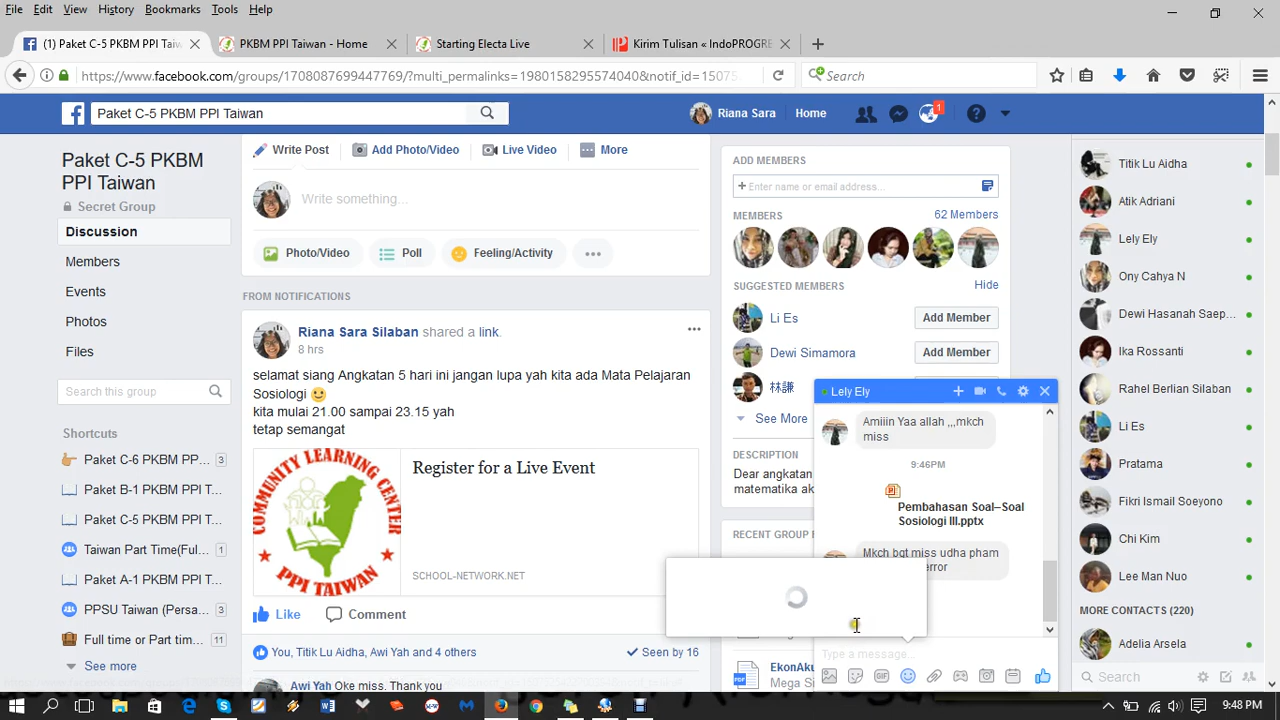 File Edit View History Bookmarks Tools Help
(1) Paket C-5 PKBM PPI Taiw
PKBM PPI Taiwan - Home
Starting Electa Live
Kirim Tulisan « IndoPROGRE
https://www.facebook.com/groups/1708087699447769/?multi_permalinks=1980158295574040&notif_id=15075
Search
Paket C-5 PKBM PPI Taiwan
Riana Sara
Home
1
Paket C-5 PKBM
PPI Taiwan
Secret Group
Discussion
Members
Events
Photos
Files
Search this group
Shortcuts
Paket C-6 PKBM PP... 3
Paket B-1 PKBM PPI T...
Paket C-5 PKBM PPI T...
Taiwan Part Time(Ful... 1
Paket A-1 PKBM PPI T...
PPSU Taiwan (Persa... 3
Full time or Part tim... 11
See more
Write Post
Add Photo/Video
Live Video
More
Write something...
Photo/Video
Poll
Feeling/Activity
FROM NOTIFICATIONS
Riana Sara Silaban shared a link.
8 hrs
selamat siang Angkatan 5 hari ini jangan lupa yah kita ada Mata Pelajaran
Sosiologi
kita mulai 21.00 sampai 23.15 yah
tetap semangat
COMMUNITY LEARNING CENTER
PPI TAIWAN
Register for a Live Event
SCHOOL-NETWORK.NET
Like
Comment
You, Titik Lu Aidha, Awi Yah and 4 others
Seen by 16
Awi Yah Oke miss. Thank you
ADD MEMBERS
+ Enter name or email address...
MEMBERS
62 Members
SUGGESTED MEMBERS
Hide
Li Es
Add Member
Dewi Simamora
Add Member
林謙
See More
DESCRIPTION
Dear angkatan
matematika ak
RECENT GROUP
EkonAku
Mega Si
Lely Ely
Amiiin Yaa allah ,,,mkch
miss
9:46PM
Pembahasan Soal–Soal
Sosiologi III.pptx
Mkch bgt miss udha pham
error
Type a message...
Titik Lu Aidha
Atik Adriani
Lely Ely
Ony Cahya N
Dewi Hasanah Saep...
Ika Rossanti
Rahel Berlian Silaban
Li Es
Pratama
Fikri Ismail Soeyono
Chi Kim
Lee Man Nuo
MORE CONTACTS (220)
Adelia Arsela
Search
9:48 PM